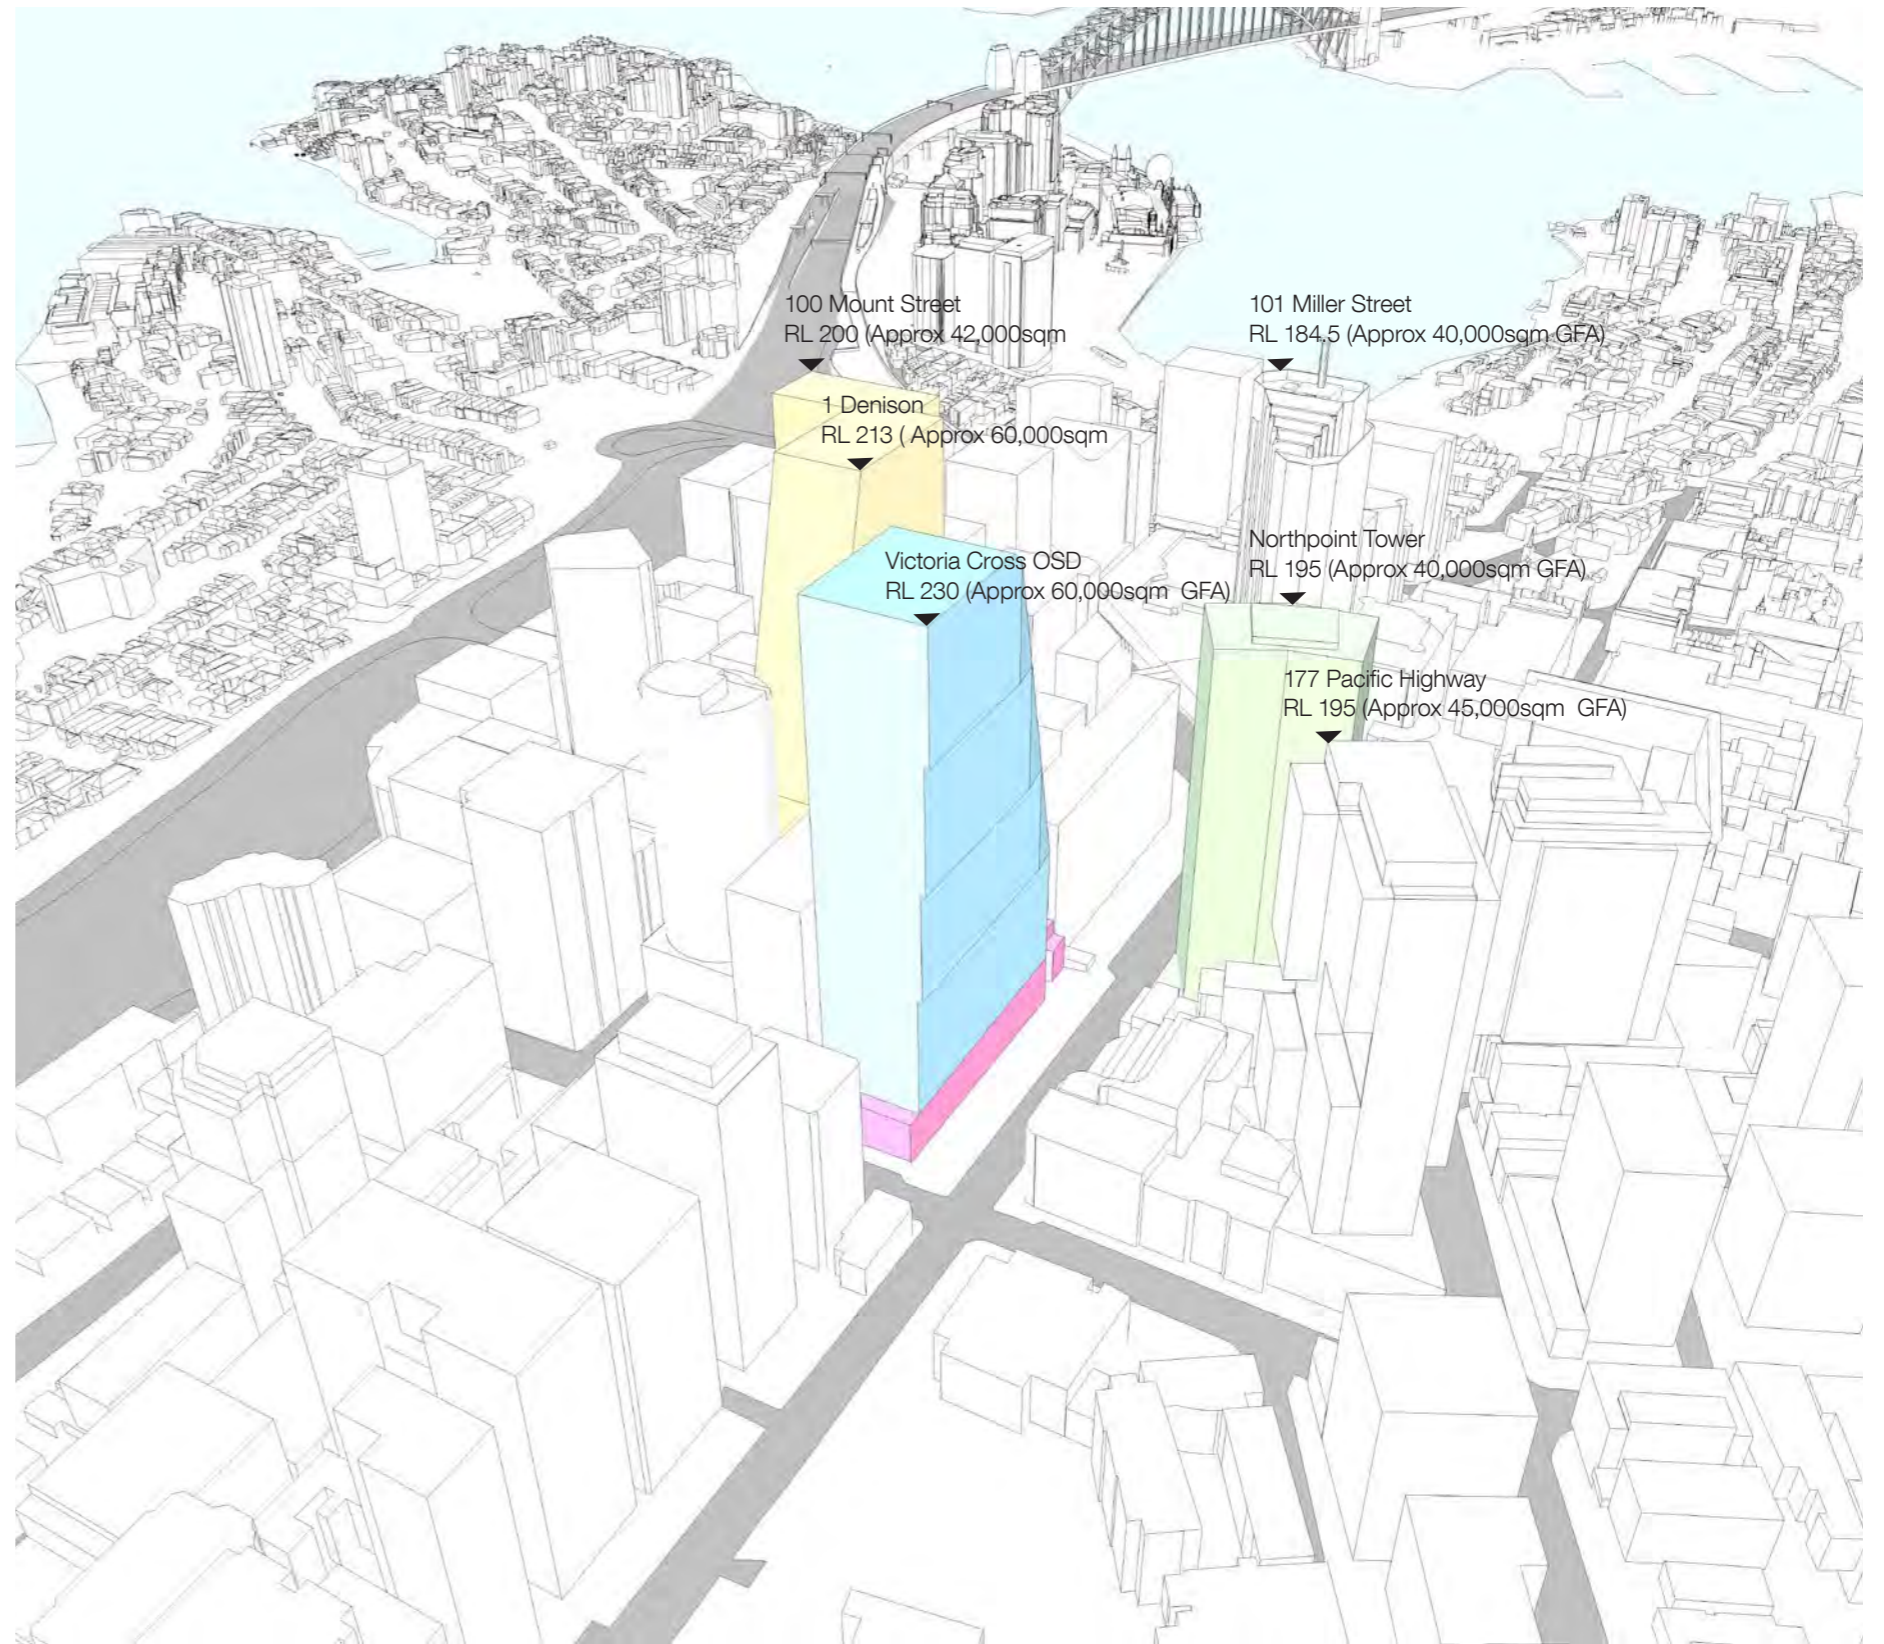 100 Mount Street
RL 200 (Approx 42,000sqm
101 Miller Street
RL 184.5 (Approx 40,000sqm GFA)
1 Denison
RL 213 ( Approx 60,000sqm
Victoria Cross OSD
RL 230 (Approx 60,000sqm GFA)
Northpoint Tower
RL 195 (Approx 40,000sqm GFA)
177 Pacific Highway
RL 195 (Approx 45,000sqm GFA)